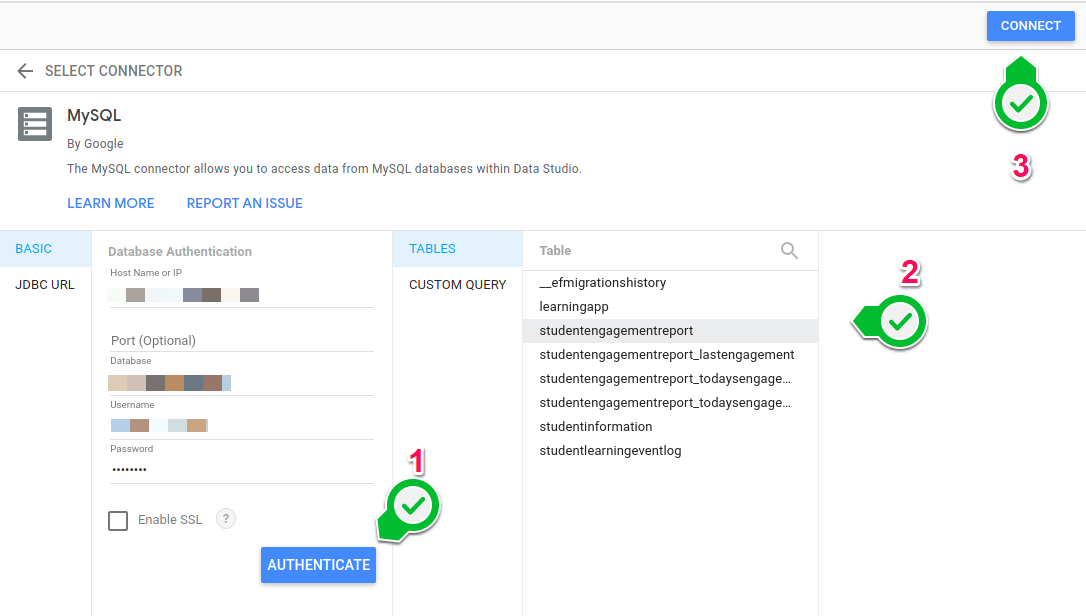 CONNECT
SELECT CONNECTOR
MySQL
By Google
The MySQL connector allows you to access data from MySQL databases within Data Studio.
LEARN MORE REPORT AN ISSUE
3
BASIC
JDBC URL
Database Authentication
Host Name or IP
Port (Optional)
Database
Username
Password
••••••••
Enable SSL ?
AUTHENTICATE
1
TABLES
CUSTOM QUERY
Table
__efmigrationshistory
learningapp
studentengagementreport
studentengagementreport_lastengagement
studentengagementreport_todaysengage...
studentengagementreport_todaysengage...
studentinformation
studentlearningeventlog
2